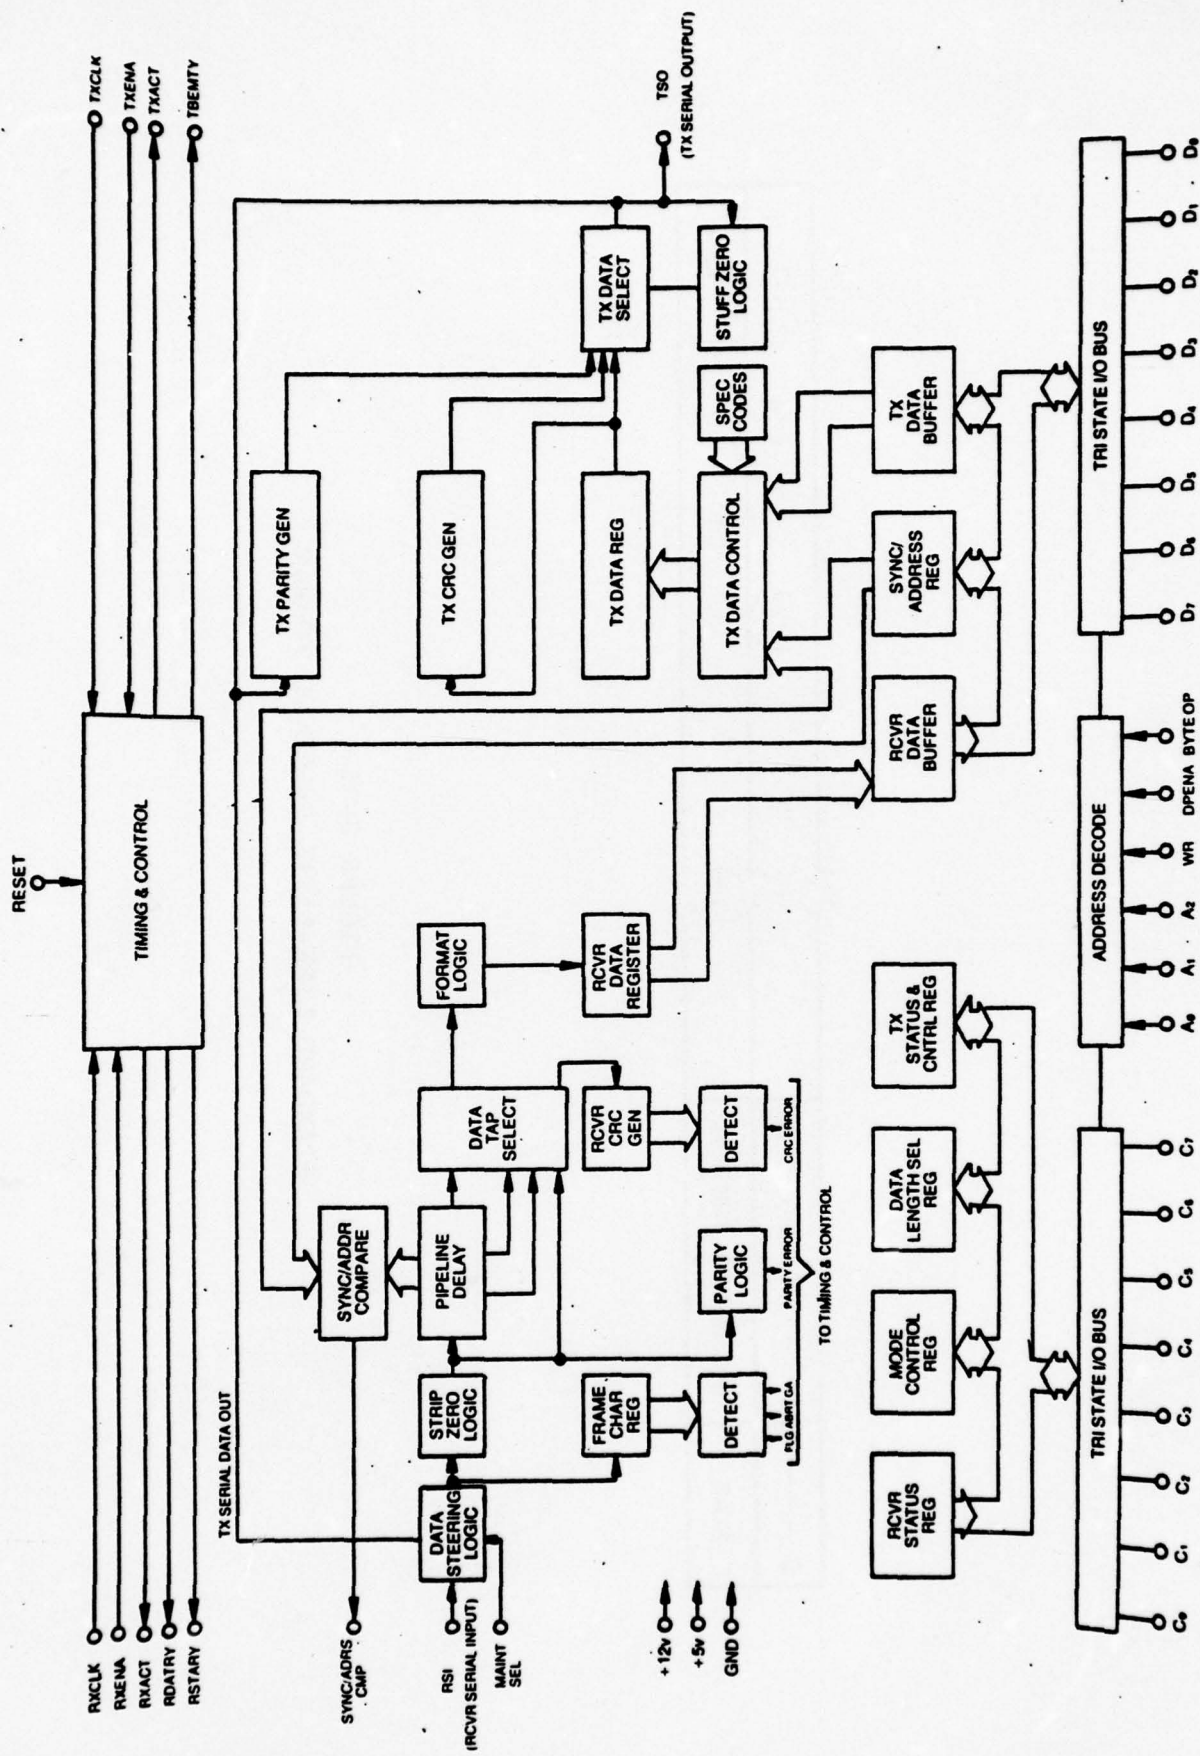 RESET
TIMING & CONTROL
TXCLK
TXENA
TXACT
TBEMTY
RXCLK
RXENA
RXACT
RDATRY
RSTARY
TX SERIAL DATA OUT
TX PARITY GEN
SYNC/ADDR
COMPARE
SYNC/ADRS
CMP
RSI
(RCVR SERIAL INPUT)
MAINT
SEL
DATA
STEERING
LOGIC
STRIP
ZERO
LOGIC
PIPELINE
DELAY
DATA
TAP
SELECT
FORMAT
LOGIC
TX CRC GEN
FRAME
CHAR
REG
RCVR
CRC
GEN
RCVR
DATA
REGISTER
TX DATA REG
TX DATA
SELECT
TSO
(TX SERIAL OUTPUT)
+12v
+5v
GND
DETECT
PARITY
LOGIC
DETECT
TX DATA CONTROL
SPEC
CODES
STUFF ZERO
LOGIC
FLG ABRT GA
PARITY ERROR
CRC ERROR
TO TIMING & CONTROL
RCVR
STATUS
REG
MODE
CONTROL
REG
DATA
LENGTH SEL
REG
TX
STATUS &
CNTRL REG
RCVR
DATA
BUFFER
SYNC/
ADDRESS
REG
TX
DATA
BUFFER
TRI STATE I/O BUS
ADDRESS DECODE
TRI STATE I/O BUS
C₀ C₁ C₂ C₃ C₄ C₅ C₆ C₇ A₀ A₁ A₂ WR DPENA BYTE OP D₇ D₆ D₅ D₄ D₃ D₂ D₁ D₀